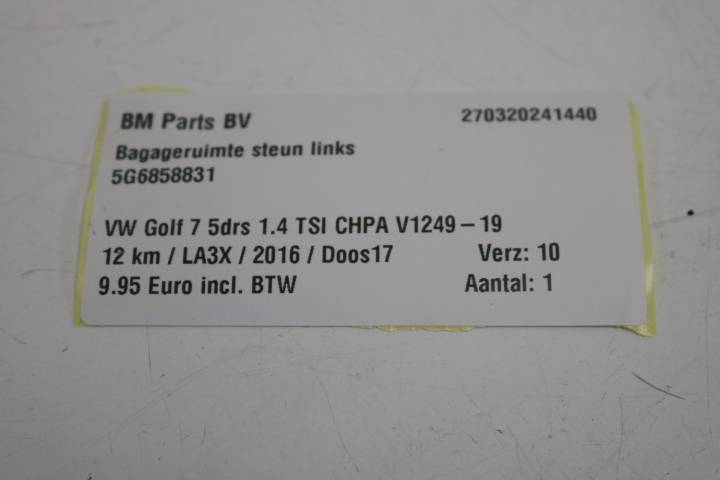 BM Parts BV 270320241440
Bagageruimte steun links
5G6858831
VW Golf 7 5drs 1.4 TSI CHPA V1249 – 19
12 km / LA3X / 2016 / Doos17 Verz: 10
9.95 Euro incl. BTW Aantal: 1